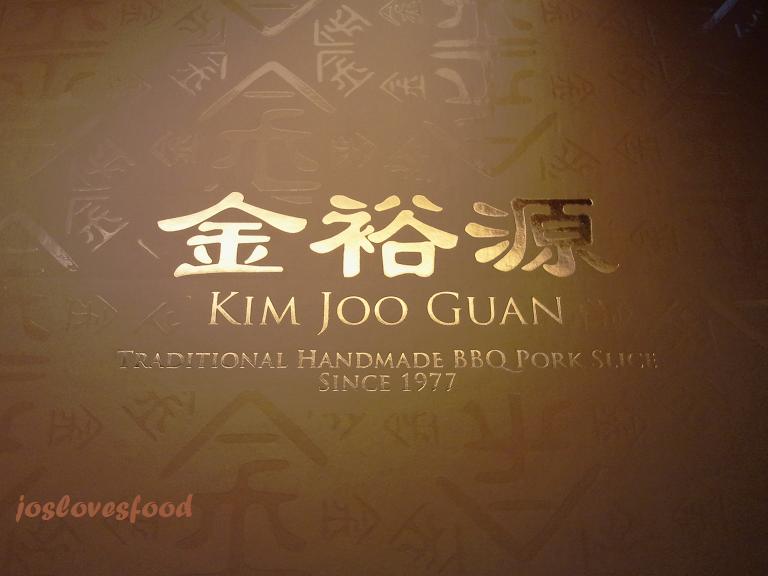 金裕源
KIM JOO GUAN
TRADITIONAL HANDMADE BBQ PORK SLICE
SINCE 1977
joslovesfood